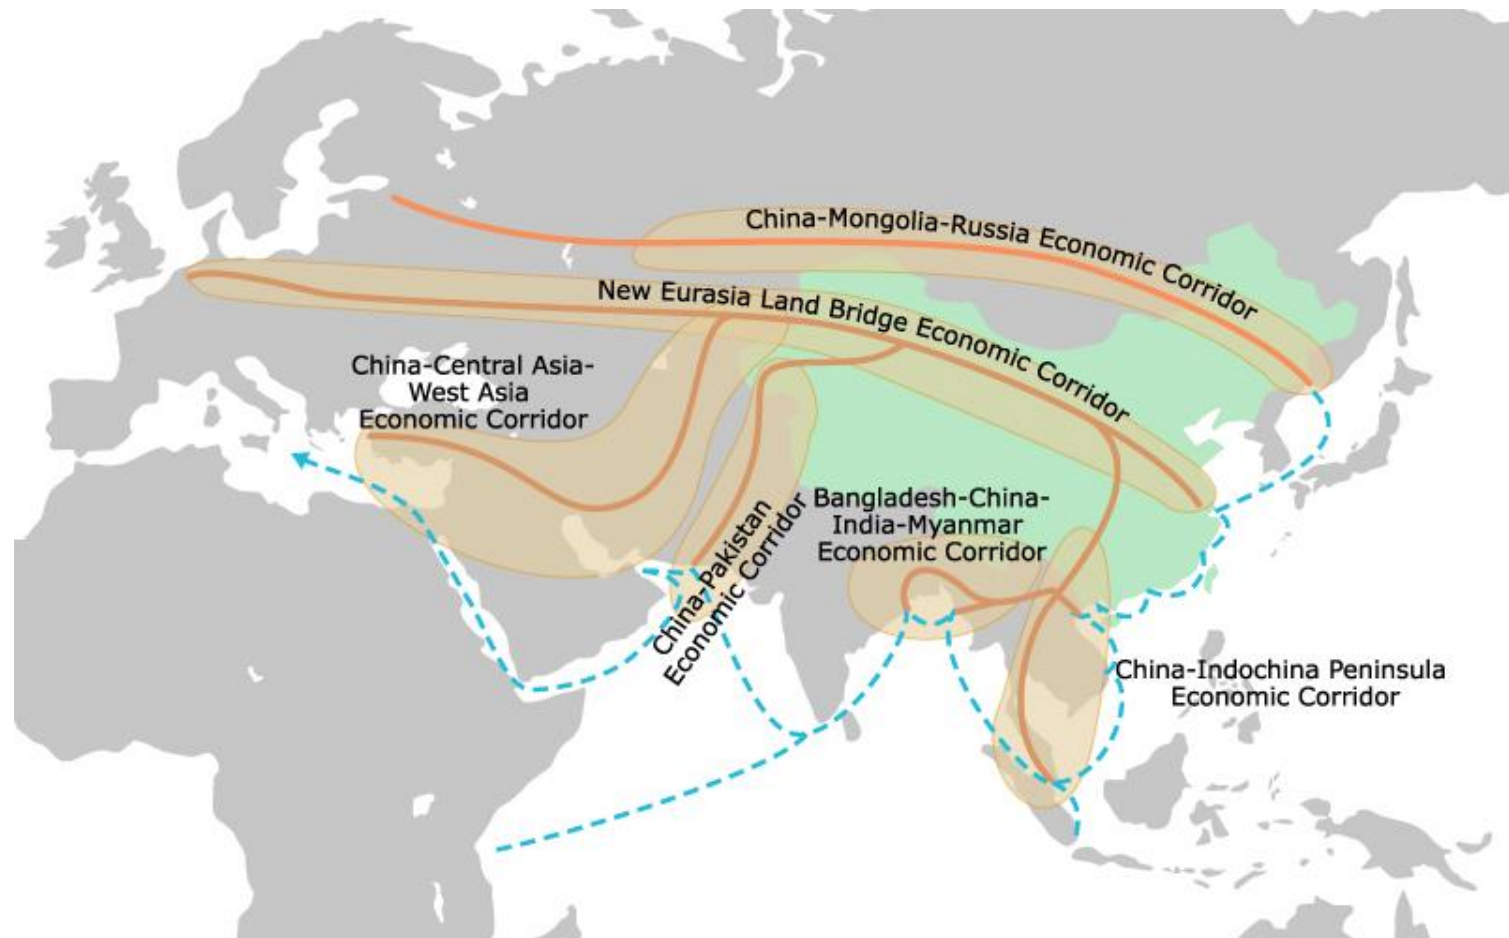 China-Mongolia-Russia Economic Corridor
New Eurasia Land Bridge Economic Corridor
China-Central Asia-
West Asia
Economic Corridor
Bangladesh-China-
India-Myanmar
Economic Corridor
China-Pakistan
Economic Corridor
China-Indochina Peninsula
Economic Corridor